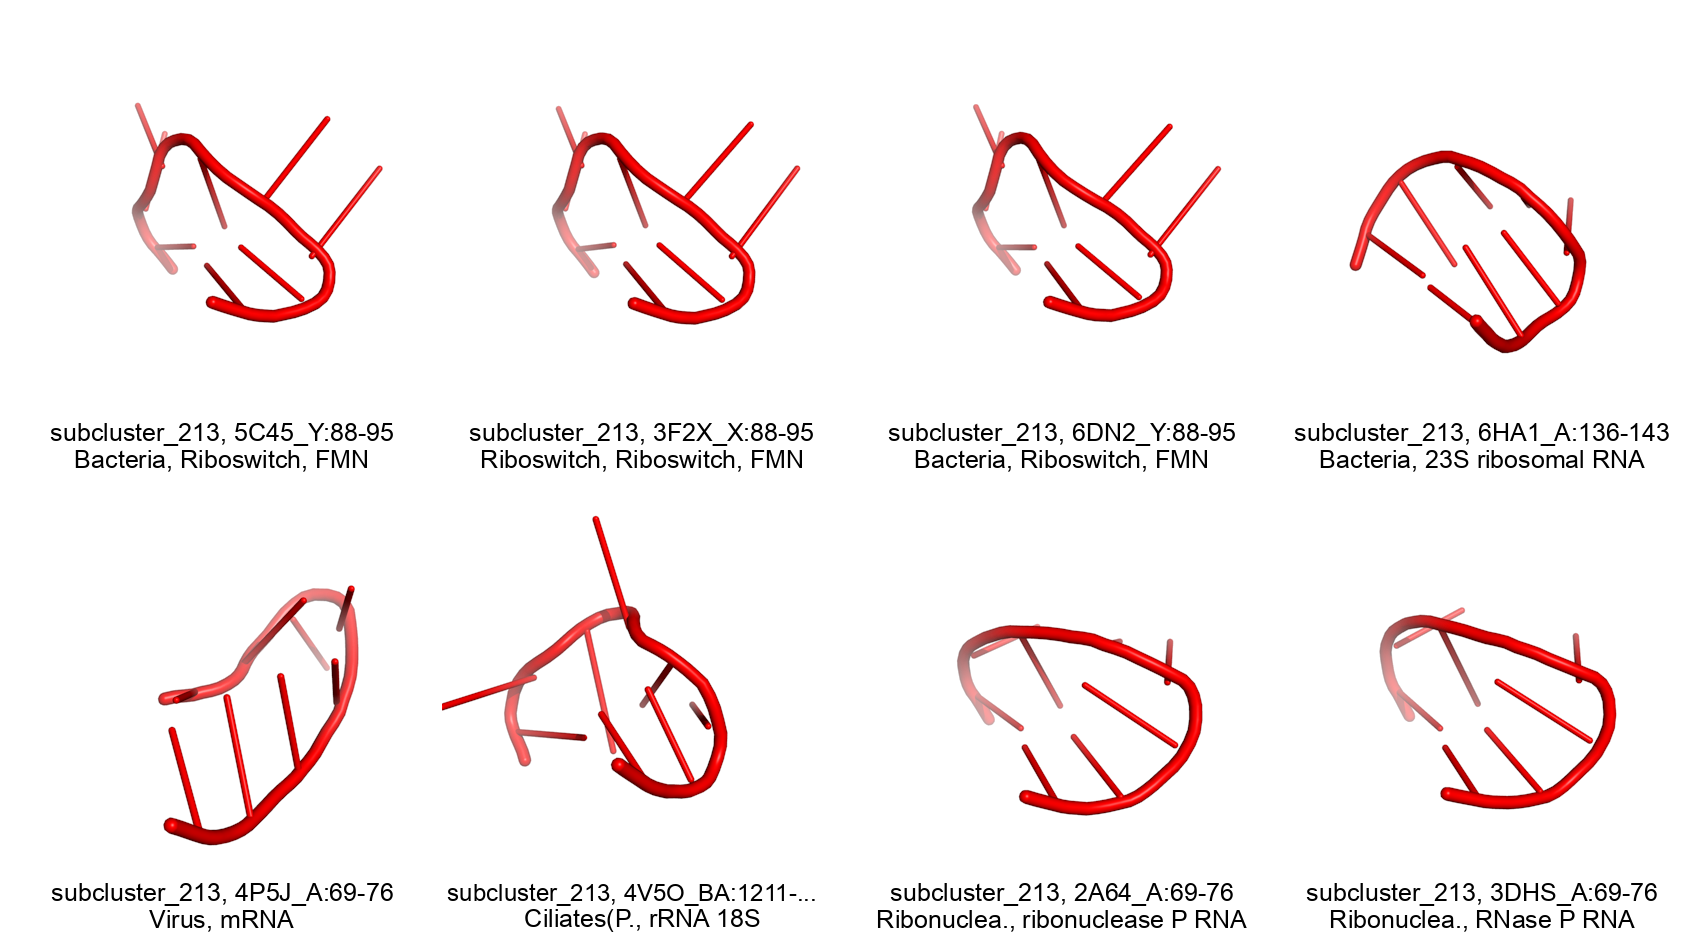 subcluster_213, 5C45_Y:88-95
Bacteria, Riboswitch, FMN
subcluster_213, 3F2X_X:88-95
Riboswitch, Riboswitch, FMN
subcluster_213, 6DN2_Y:88-95
Bacteria, Riboswitch, FMN
subcluster_213, 6HA1_A:136-143
Bacteria, 23S ribosomal RNA
subcluster_213, 4P5J_A:69-76
Virus, mRNA
subcluster_213, 4V5O_BA:1211-...
Ciliates(P., rRNA 18S
subcluster_213, 2A64_A:69-76
Ribonuclea., ribonuclease P RNA
subcluster_213, 3DHS_A:69-76
Ribonuclea., RNase P RNA